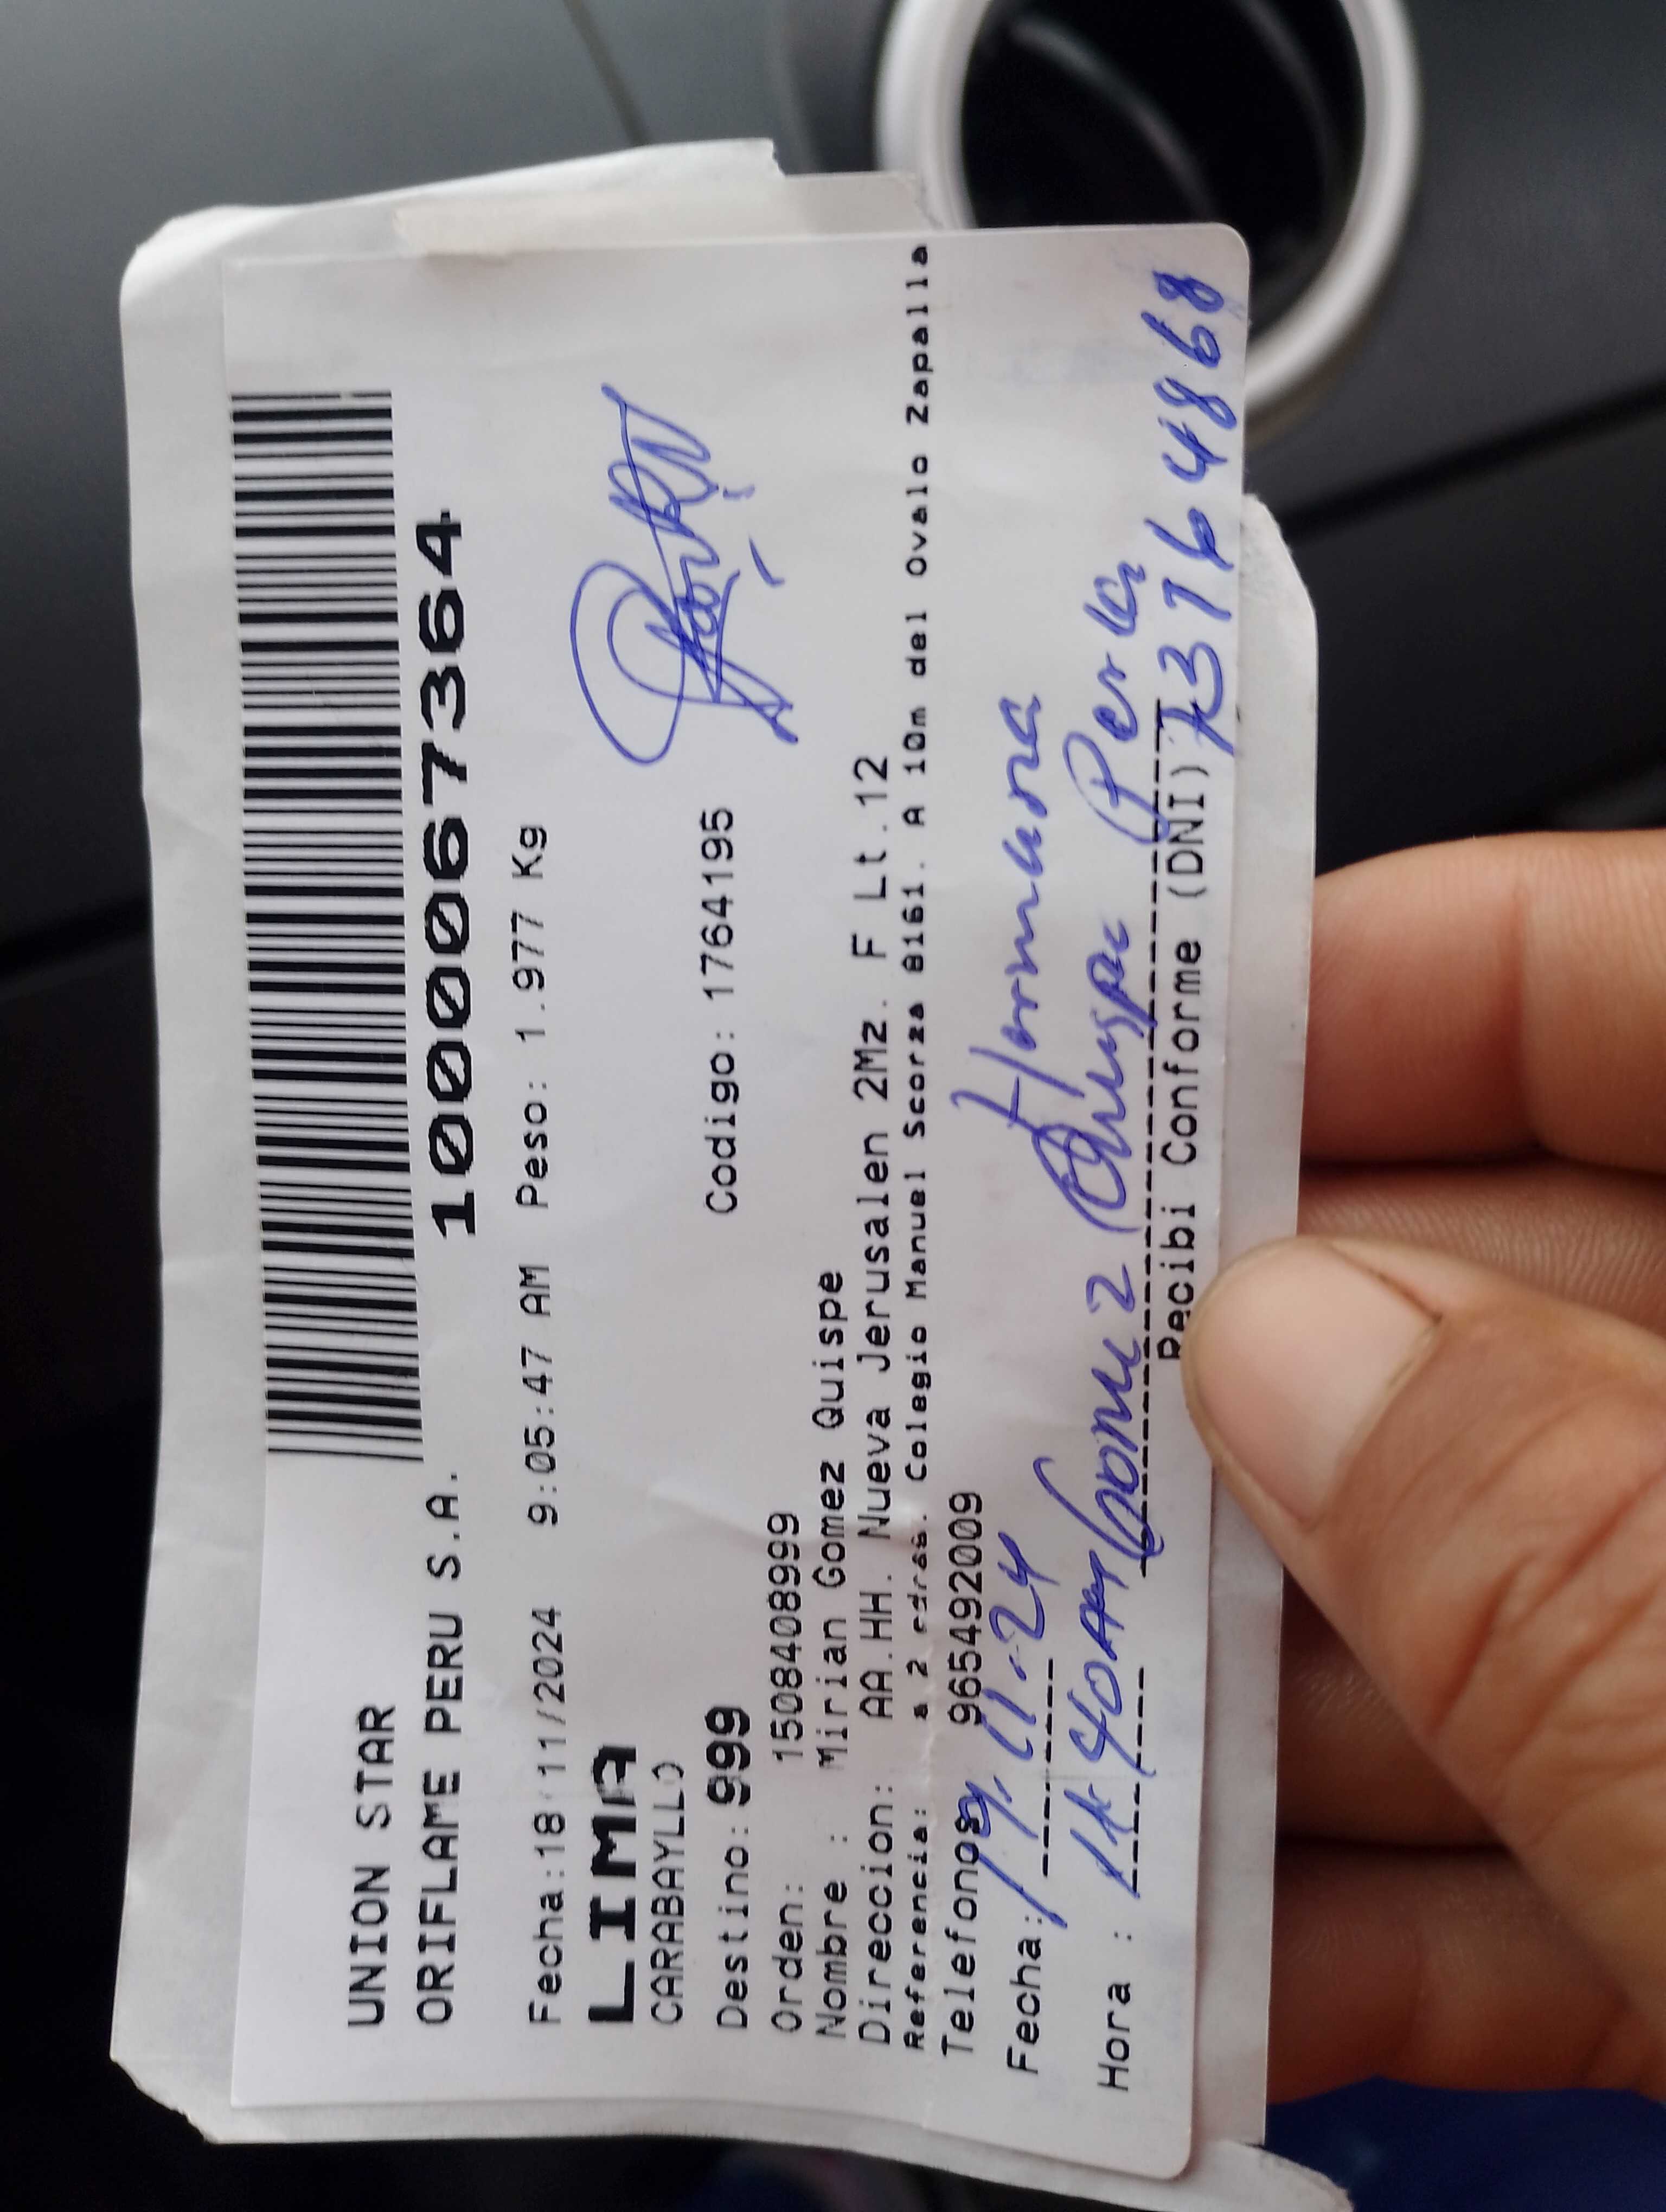 UNION STAR
ORIFLAME PERU S.A.
100067364
Fecha:18/11/2024 9:05:47 AM Peso: 1.977 Kg
LIMA
CARABAYLLO
Destino: 999 Codigo: 1764195
Orden: 1508408999
Nombre : Mirian Gomez Quispe
Direccion: AA.HH. Nueva Jerusalen 2Mz. F Lt.12
Referencia: a 2 cdras. Colegio Manuel Scorza 8161. A 10m del Ovalo Zapalla
Telefonos 965492009
Fecha: 19.11.24 Hermana
Hora : 11:40AM Gomez Quispe Perla
Recibi Conforme (DNI) 73764868